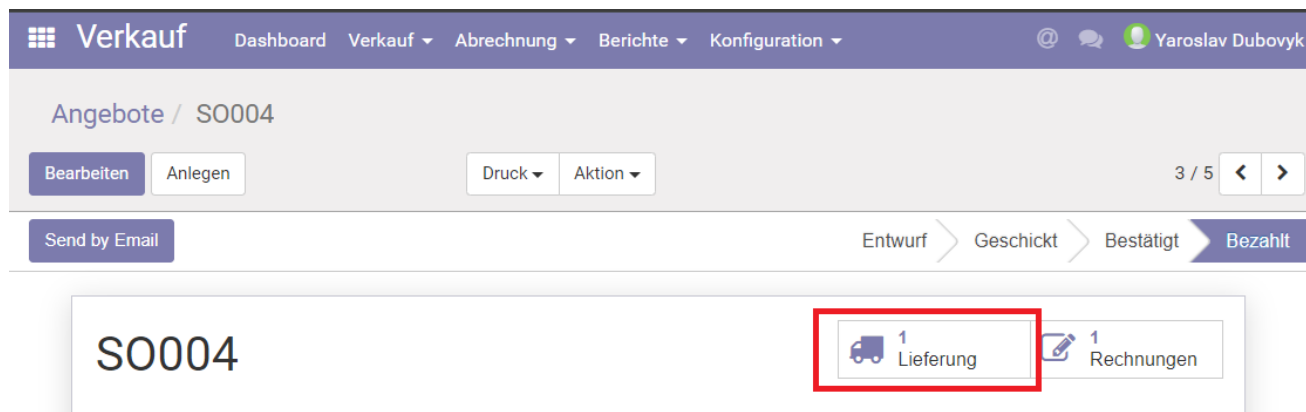 Verkauf Dashboard Verkauf Abrechnung Berichte Konfiguration @ Yaroslav Dubovyk
Angebote / SO004
Bearbeiten Anlegen Druck Aktion 3 / 5
Send by Email Entwurf Geschickt Bestätigt Bezahlt
SO004
1
Lieferung
1
Rechnungen